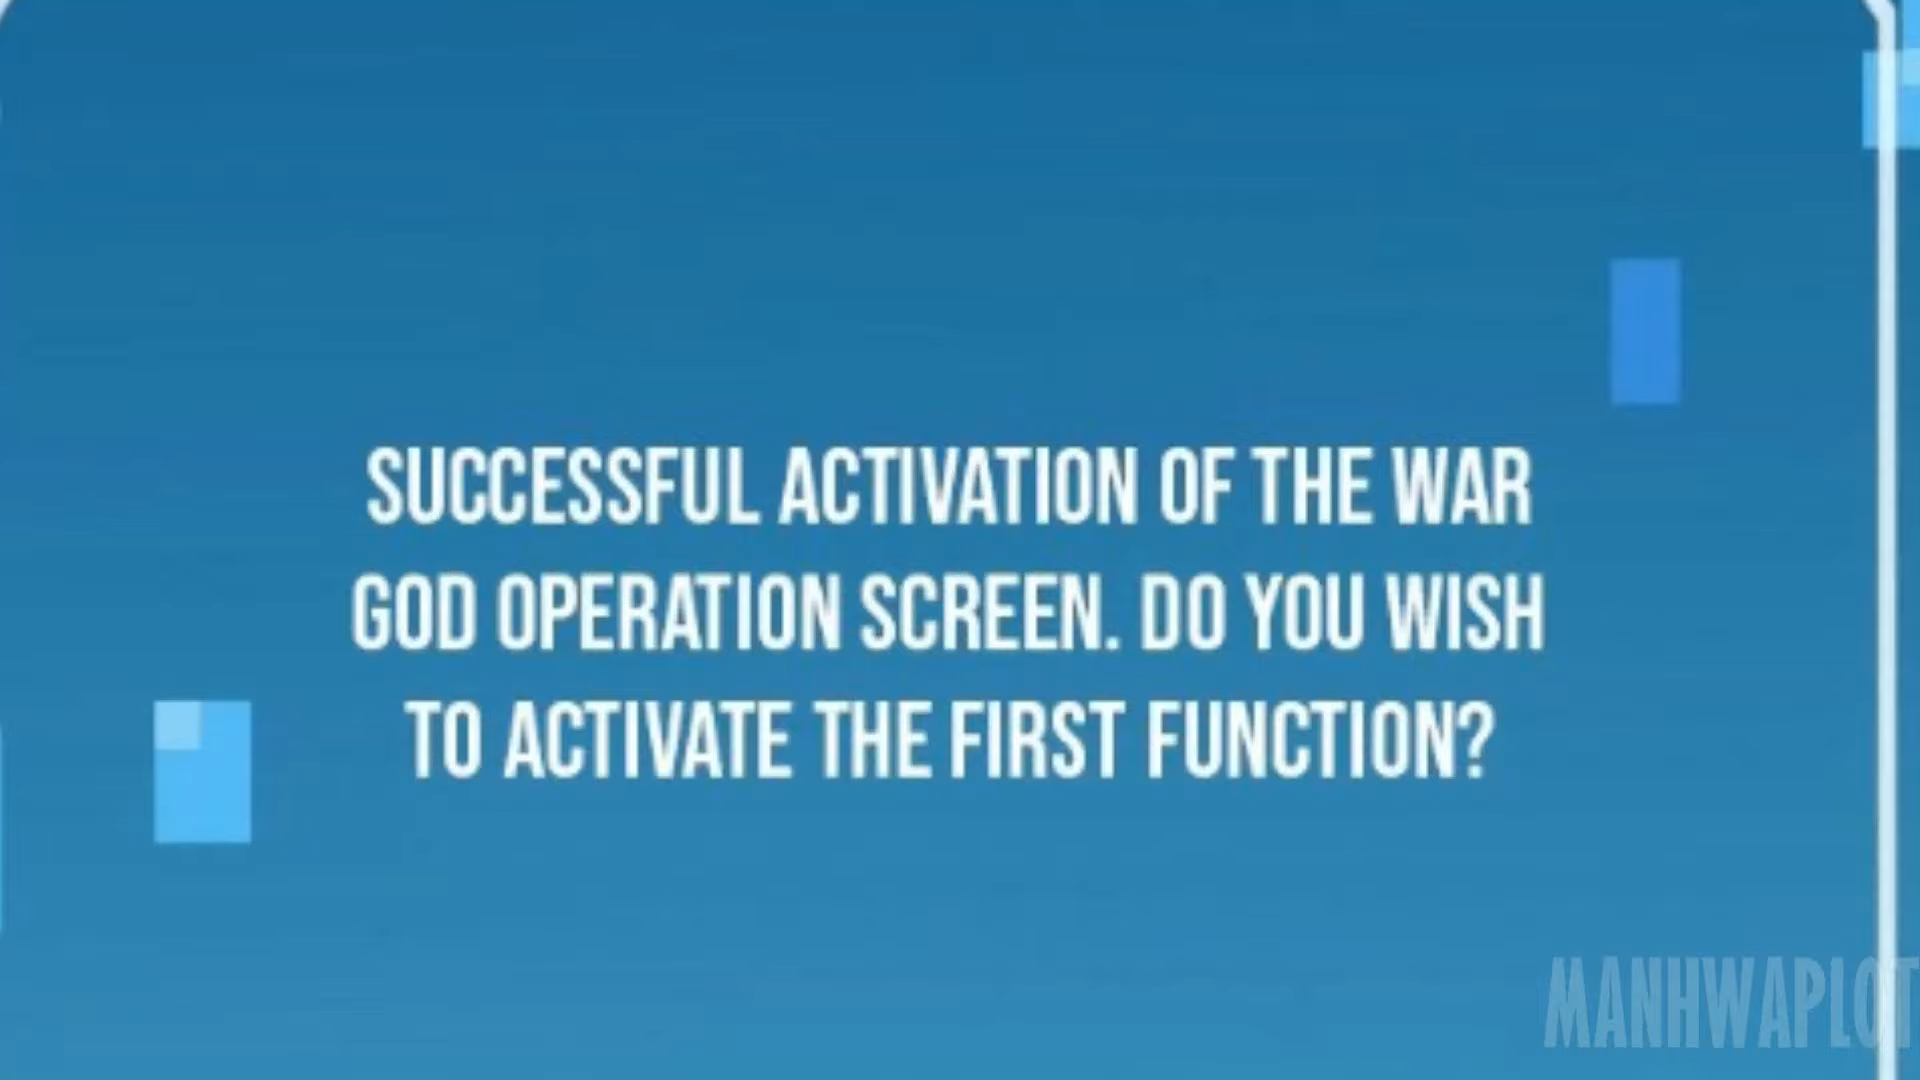 SUCCESSFUL ACTIVATION OF THE WAR
GOD OPERATION SCREEN. DO YOU WISH
TO ACTIVATE THE FIRST FUNCTION?
MANHWAPLOT